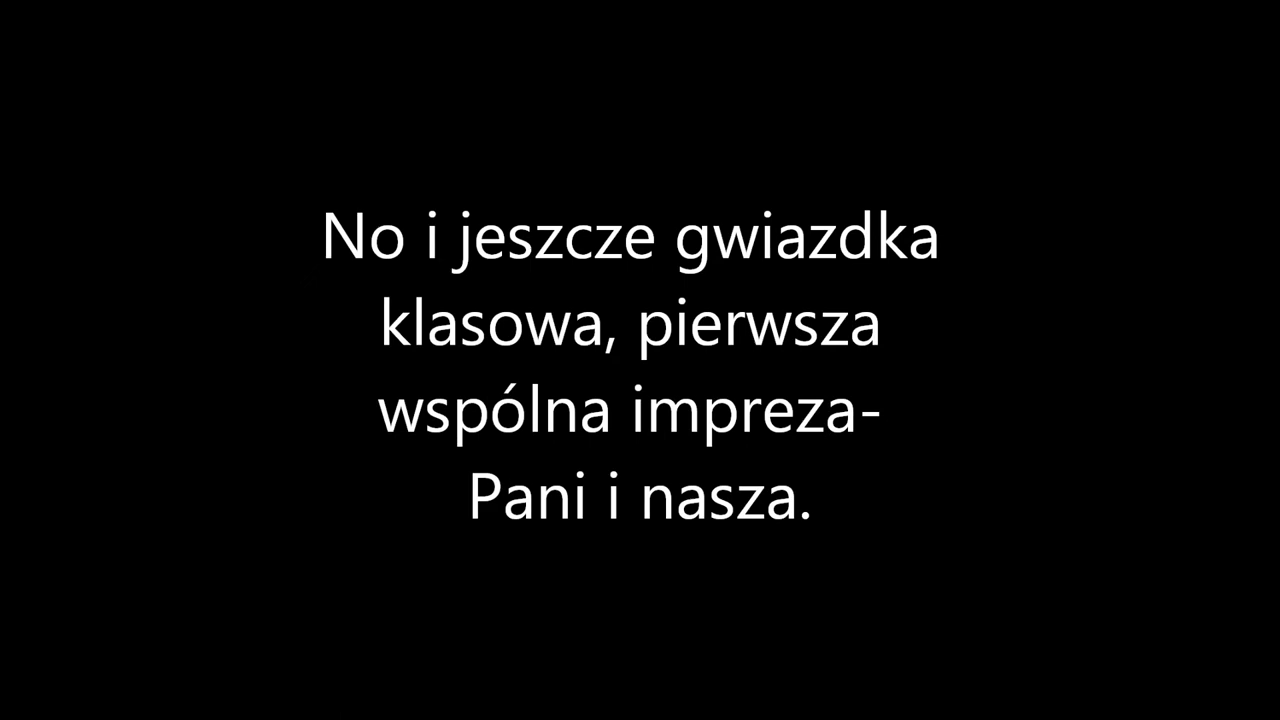 No i jeszcze gwiazdka
klasowa, pierwsza
wspólna impreza-
Pani i nasza.